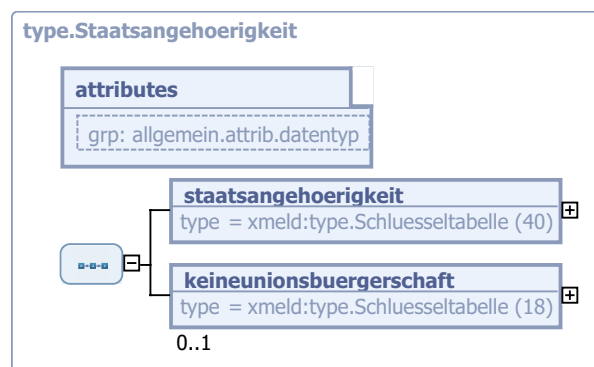 type.Staatsangehoerigkeit
attributes
grp: allgemein.attrib.datentyp
staatsangehoerigkeit
type = xmeld:type.Schluesseltabelle (40)
keineunionsbuergerschaft
type = xmeld:type.Schluesseltabelle (18)
0..1